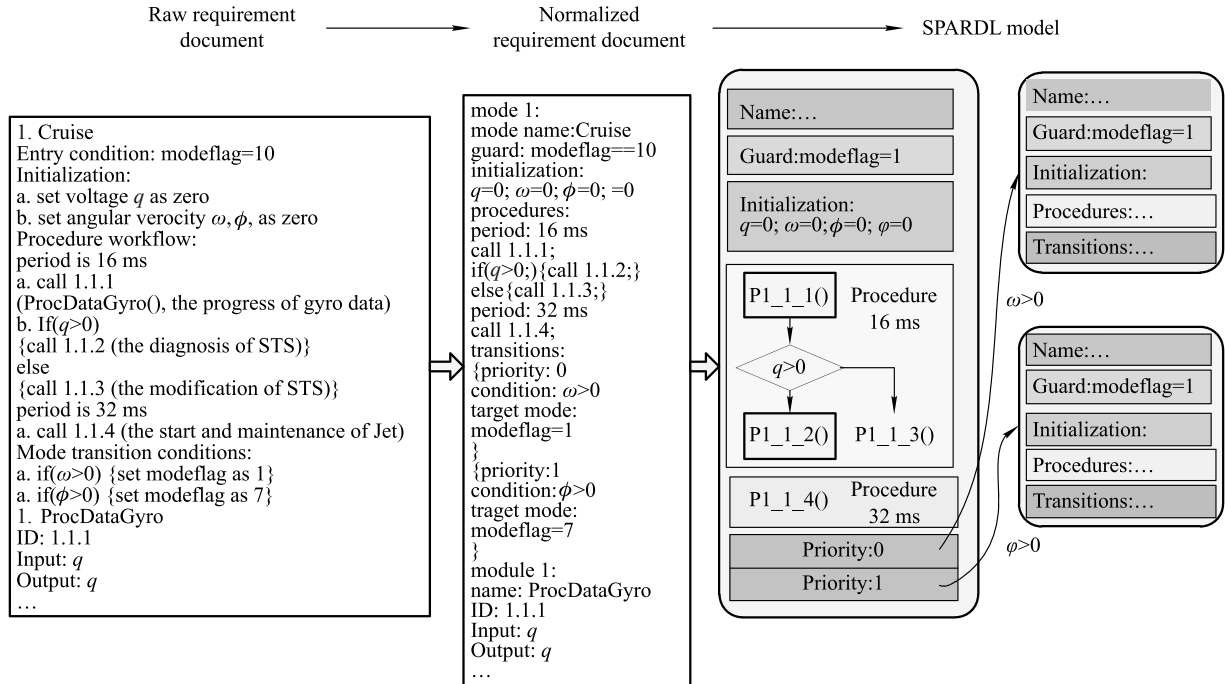 Raw requirement
document
Normalized
requirement document
SPARDL model
1. Cruise
Entry condition: modeflag=10
Initialization:
a. set voltage q as zero
b. set angular verocity ω, ϕ, as zero
Procedure workflow:
period is 16 ms
a. call 1.1.1
(ProcDataGyro(), the progress of gyro data)
b. If(q>0)
{call 1.1.2 (the diagnosis of STS)}
else
{call 1.1.3 (the modification of STS)}
period is 32 ms
a. call 1.1.4 (the start and maintenance of Jet)
Mode transition conditions:
a. if(ω>0) {set modeflag as 1}
a. if(ϕ>0) {set modeflag as 7}
1. ProcDataGyro
ID: 1.1.1
Input: q
Output: q
…
mode 1:
mode name:Cruise
guard: modeflag==10
initialization:
q=0; ω=0; ϕ=0; =0
procedures:
period: 16 ms
call 1.1.1;
if(q>0;){call 1.1.2;}
else{call 1.1.3;}
period: 32 ms
call 1.1.4;
transitions:
{priority: 0
condition: ω>0
target mode:
modeflag=1
}
{priority:1
condition:ϕ>0
traget mode:
modeflag=7
}
module 1:
name: ProcDataGyro
ID: 1.1.1
Input: q
Output: q
…
Name:…
Guard:modeflag=1
Initialization:
q=0; ω=0;ϕ=0; φ=0
P1_1_1()
Procedure
16 ms
q>0
P1_1_2()
P1_1_3()
P1_1_4()
Procedure
32 ms
Priority:0
Priority:1
ω>0
φ>0
Name:…
Guard:modeflag=1
Initialization:
Procedures:…
Transitions:…
Name:…
Guard:modeflag=1
Initialization:
Procedures:…
Transitions:…